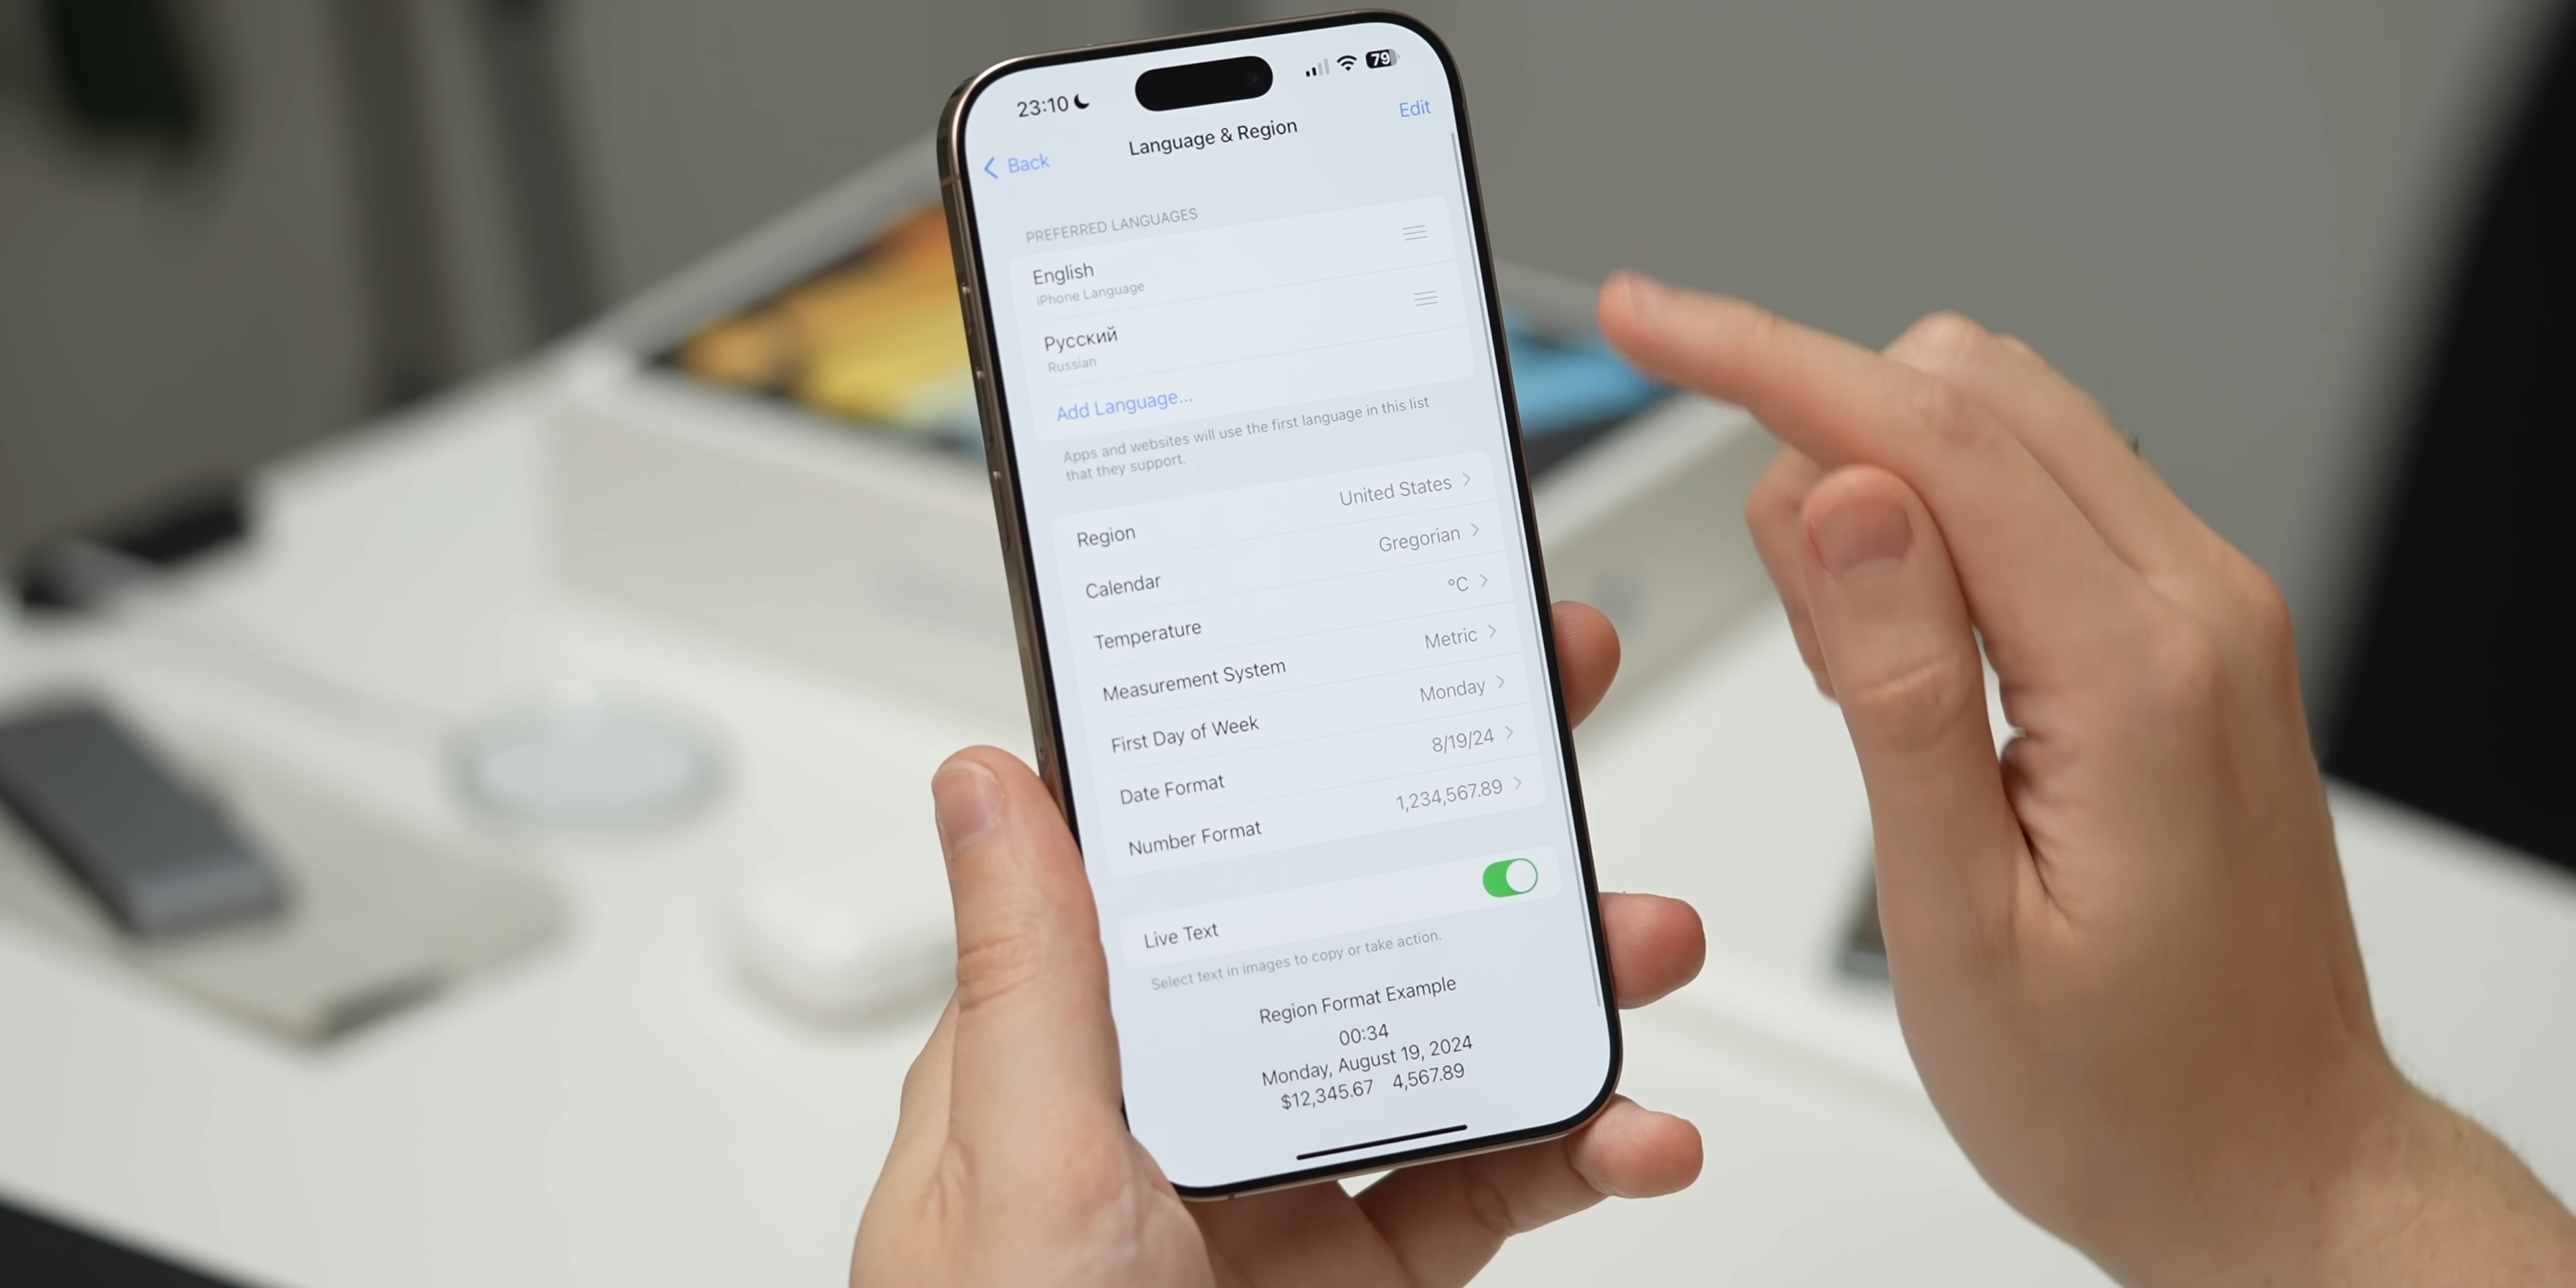 23:10
79
Back
Language & Region
Edit
PREFERRED LANGUAGES
English
iPhone Language
Русский
Russian
Add Language...
Apps and websites will use the first language in this list
that they support.
Region United States
Calendar Gregorian
Temperature °C
Measurement System Metric
First Day of Week Monday
Date Format 8/19/24
Number Format 1,234,567.89
Live Text
Select text in images to copy or take action.
Region Format Example
00:34
Monday, August 19, 2024
$12,345.67 4,567.89